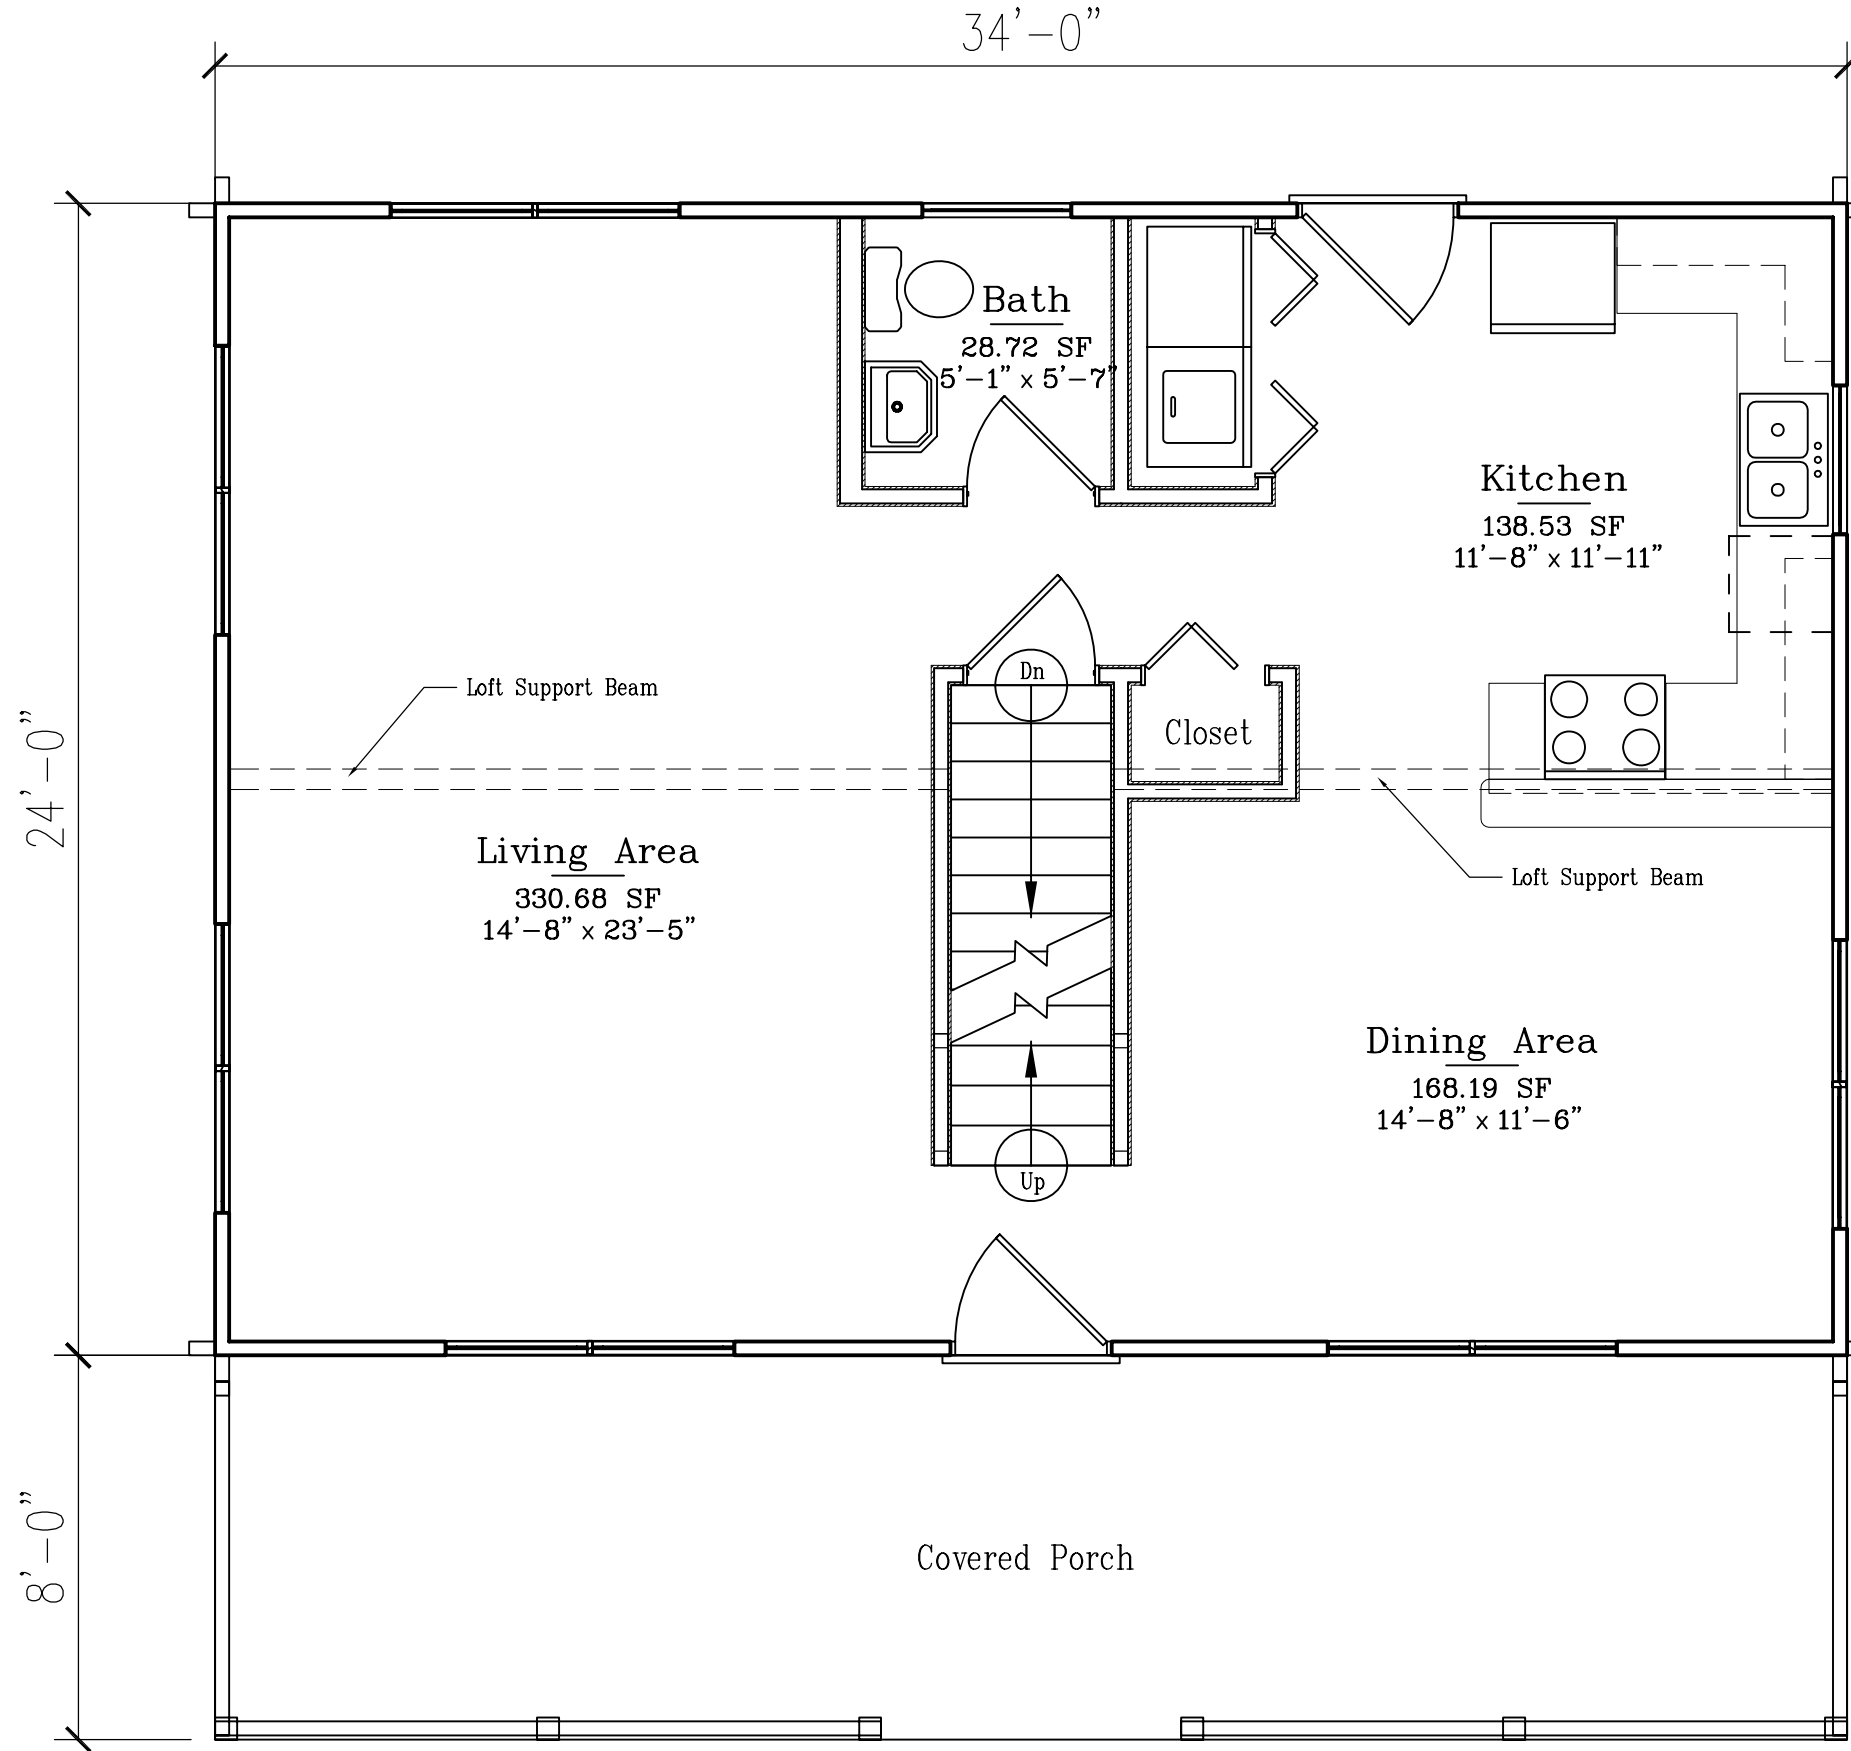 34'-0"
Bath
28.72 SF
5'-1" x 5'-7"
Kitchen
138.53 SF
11'-8" x 11'-11"
Dn
Loft Support Beam
Closet
24'-0"
Living Area
330.68 SF
14'-8" x 23'-5"
Loft Support Beam
Dining Area
168.19 SF
14'-8" x 11'-6"
Up
8'-0"
Covered Porch